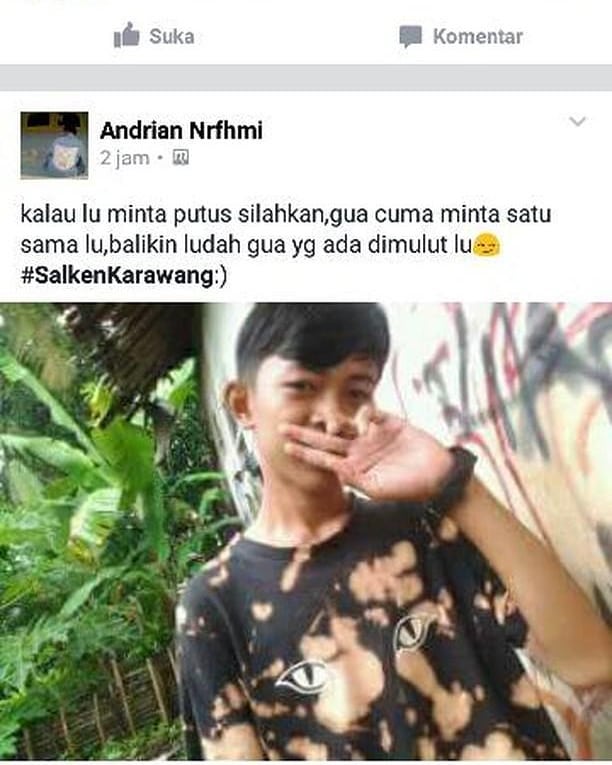 Suka Komentar
Andrian Nrfhmi
2 jam •
kalau lu minta putus silahkan,gua cuma minta satu
sama lu,balikin ludah gua yg ada dimulut lu😏
#SalkenKarawang:)